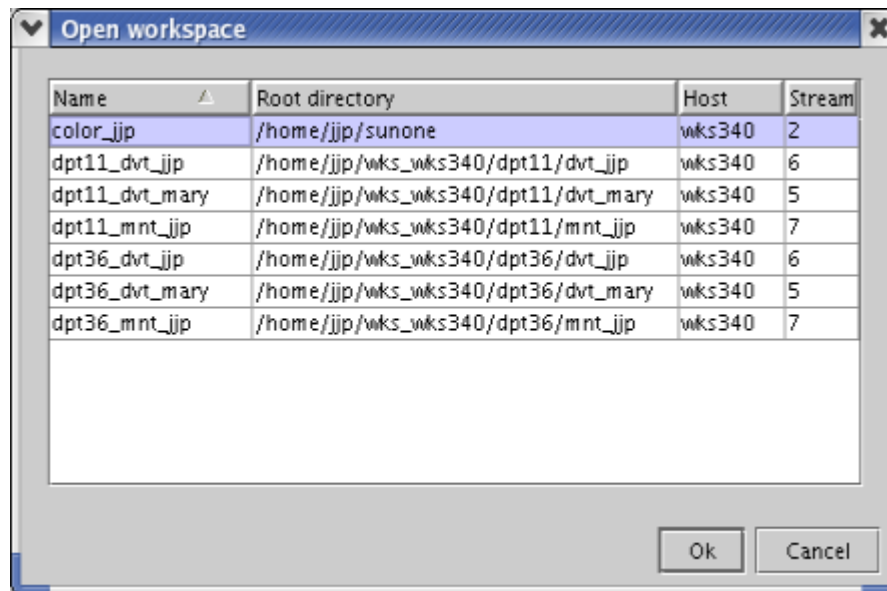 Open workspace
Name Root directory Host Stream
color_jjp /home/jjp/sunone wks340 2
dpt11_dvt_jjp /home/jjp/wks_wks340/dpt11/dvt_jjp wks340 6
dpt11_dvt_mary /home/jjp/wks_wks340/dpt11/dvt_mary wks340 5
dpt11_mnt_jjp /home/jjp/wks_wks340/dpt11/mnt_jjp wks340 7
dpt36_dvt_jjp /home/jjp/wks_wks340/dpt36/dvt_jjp wks340 6
dpt36_dvt_mary /home/jjp/wks_wks340/dpt36/dvt_mary wks340 5
dpt36_mnt_jjp /home/jjp/wks_wks340/dpt36/mnt_jjp wks340 7
Ok Cancel